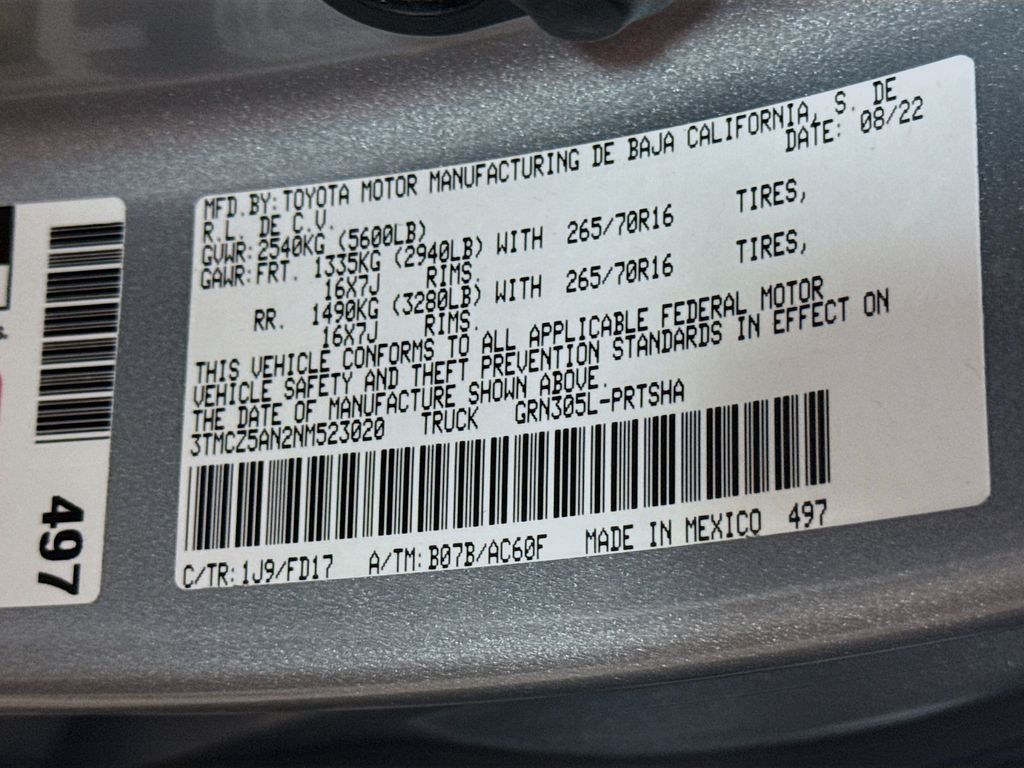 MFD.BY:TOYOTA MOTOR MANUFACTURING DE BAJA CALIFORNIA, S. DE
R.L. DE C.V. DATE: 08/22
GVWR:2540KG (5600LB)
GAWR:FRT. 1335KG (2940LB) WITH 265/70R16 TIRES,
16X7J RIMS.
RR. 1490KG (3280LB) WITH 265/70R16 TIRES,
16X7J RIMS.
THIS VEHICLE CONFORMS TO ALL APPLICABLE FEDERAL MOTOR
VEHICLE SAFETY AND THEFT PREVENTION STANDARDS IN EFFECT ON
THE DATE OF MANUFACTURE SHOWN ABOVE.
3TMCZ5AN2NM523020 TRUCK GRN305L-PRTSHA
C/TR:1J9/FD17 A/TM:B07B/AC60F MADE IN MEXICO 497
497